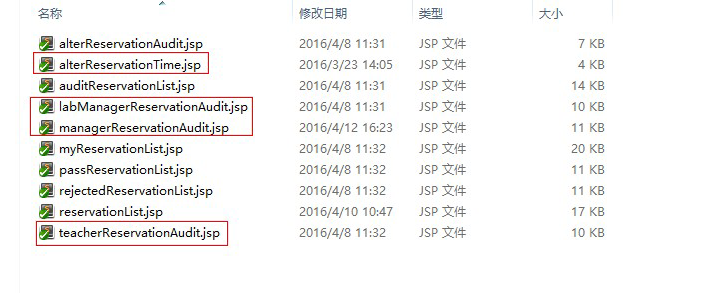 名称 修改日期 类型 大小
alterReservationAudit.jsp 2016/4/8 11:31 JSP 文件 7 KB
alterReservationTime.jsp 2016/3/23 14:05 JSP 文件 4 KB
auditReservationList.jsp 2016/4/8 11:31 JSP 文件 14 KB
labManagerReservationAudit.jsp 2016/4/8 11:31 JSP 文件 10 KB
managerReservationAudit.jsp 2016/4/12 16:23 JSP 文件 11 KB
myReservationList.jsp 2016/4/8 11:32 JSP 文件 20 KB
passReservationList.jsp 2016/4/8 11:32 JSP 文件 11 KB
rejectedReservationList.jsp 2016/4/8 11:32 JSP 文件 11 KB
reservationList.jsp 2016/4/10 10:47 JSP 文件 17 KB
teacherReservationAudit.jsp 2016/4/8 11:32 JSP 文件 10 KB